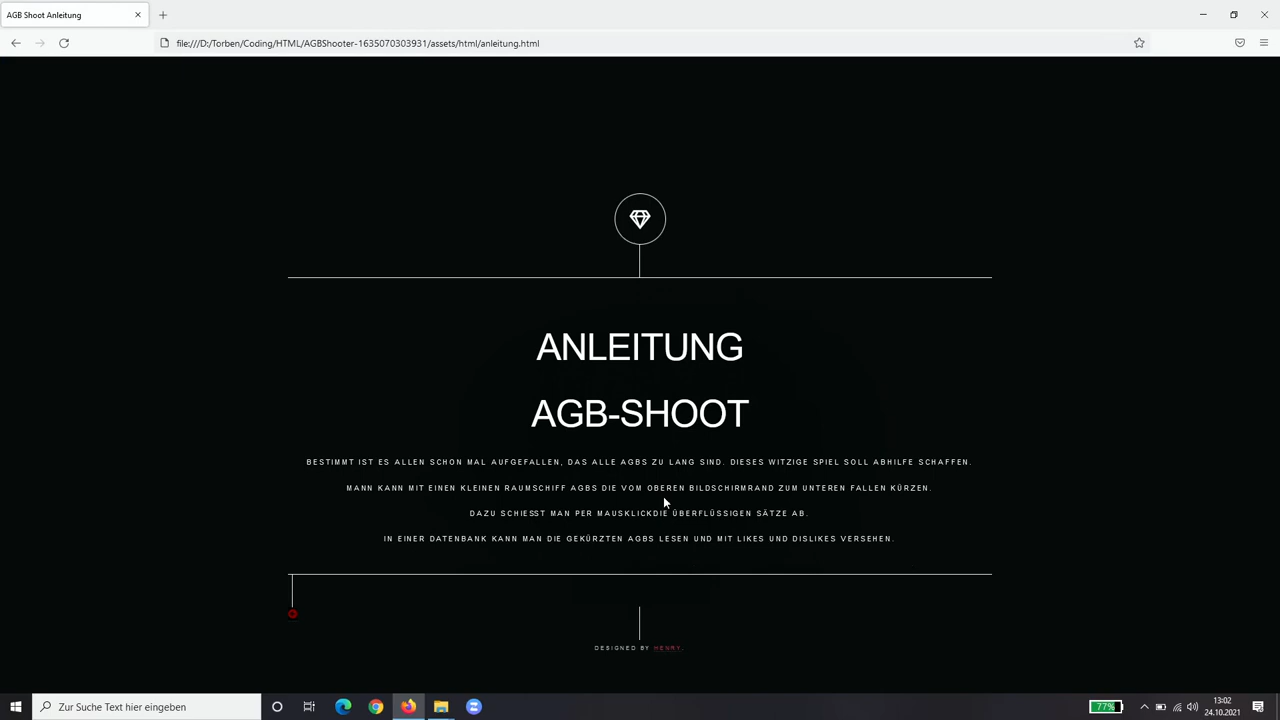 AGB Shoot Anleitung
file:///D:/Torben/Coding/HTML/AGBShooter-1635070303931/assets/html/anleitung.html
ANLEITUNG
AGB-SHOOT
BESTIMMT IST ES ALLEN SCHON MAL AUFGEFALLEN, DAS ALLE AGBS ZU LANG SIND. DIESES WITZIGE SPIEL SOLL ABHILFE SCHAFFEN.
MANN KANN MIT EINEN KLEINEN RAUMSCHIFF AGBS DIE VOM OBEREN BILDSCHIRMRAND ZUM UNTEREN FALLEN KÜRZEN.
DAZU SCHIESST MAN PER MAUSKLICKDIE ÜBERFLÜSSIGEN SÄTZE AB.
IN EINER DATENBANK KANN MAN DIE GEKÜRZTEN AGBS LESEN UND MIT LIKES UND DISLIKES VERSEHEN.
DESIGNED BY HENRY.
Zur Suche Text hier eingeben
77%
13:02
24.10.2021